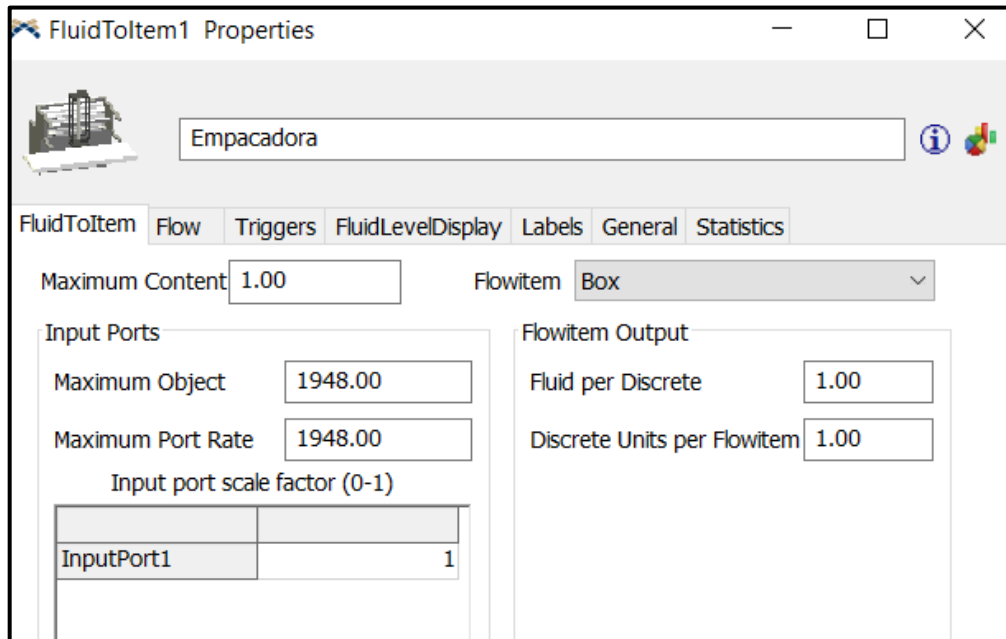 FluidToItem1 Properties
Empacadora
FluidToItem Flow Triggers FluidLevelDisplay Labels General Statistics
Maximum Content 1.00 Flowitem Box
Input Ports Flowitem Output
Maximum Object 1948.00 Fluid per Discrete 1.00
Maximum Port Rate 1948.00 Discrete Units per Flowitem 1.00
Input port scale factor (0-1)
InputPort1 1